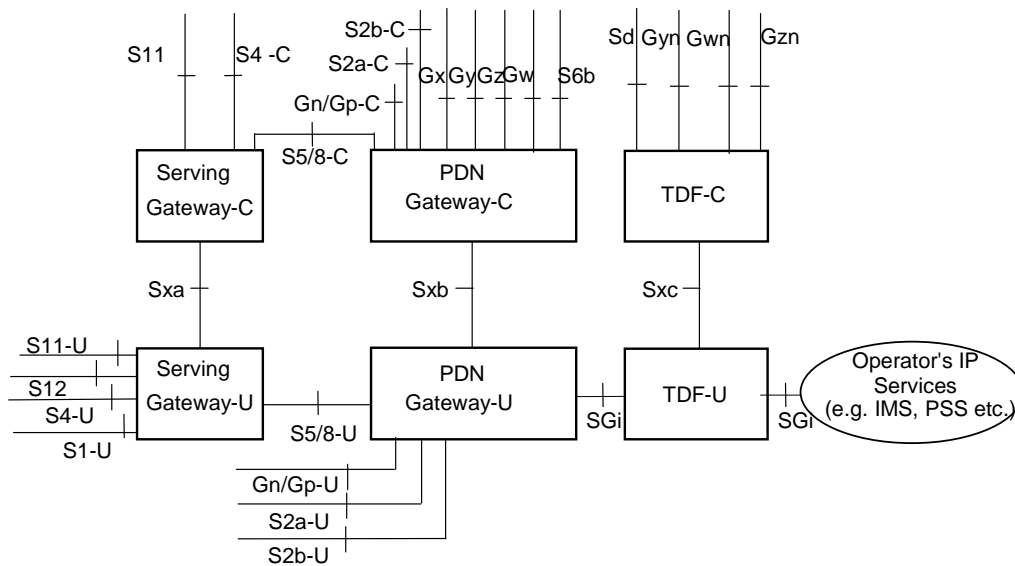 S2b-C
S11
S4 -C
Sd
Gyn
Gwn
Gzn
S2a-C
Gx
Gy
Gz
Gw
S6b
Gn/Gp-C
S5/8-C
Serving
Gateway-C
PDN
Gateway-C
TDF-C
Sxa
Sxb
Sxc
S11-U
S12
S4-U
S1-U
Serving
Gateway-U
S5/8-U
PDN
Gateway-U
SGi
TDF-U
SGi
Operator's IP
Services
(e.g. IMS, PSS etc.)
Gn/Gp-U
S2a-U
S2b-U